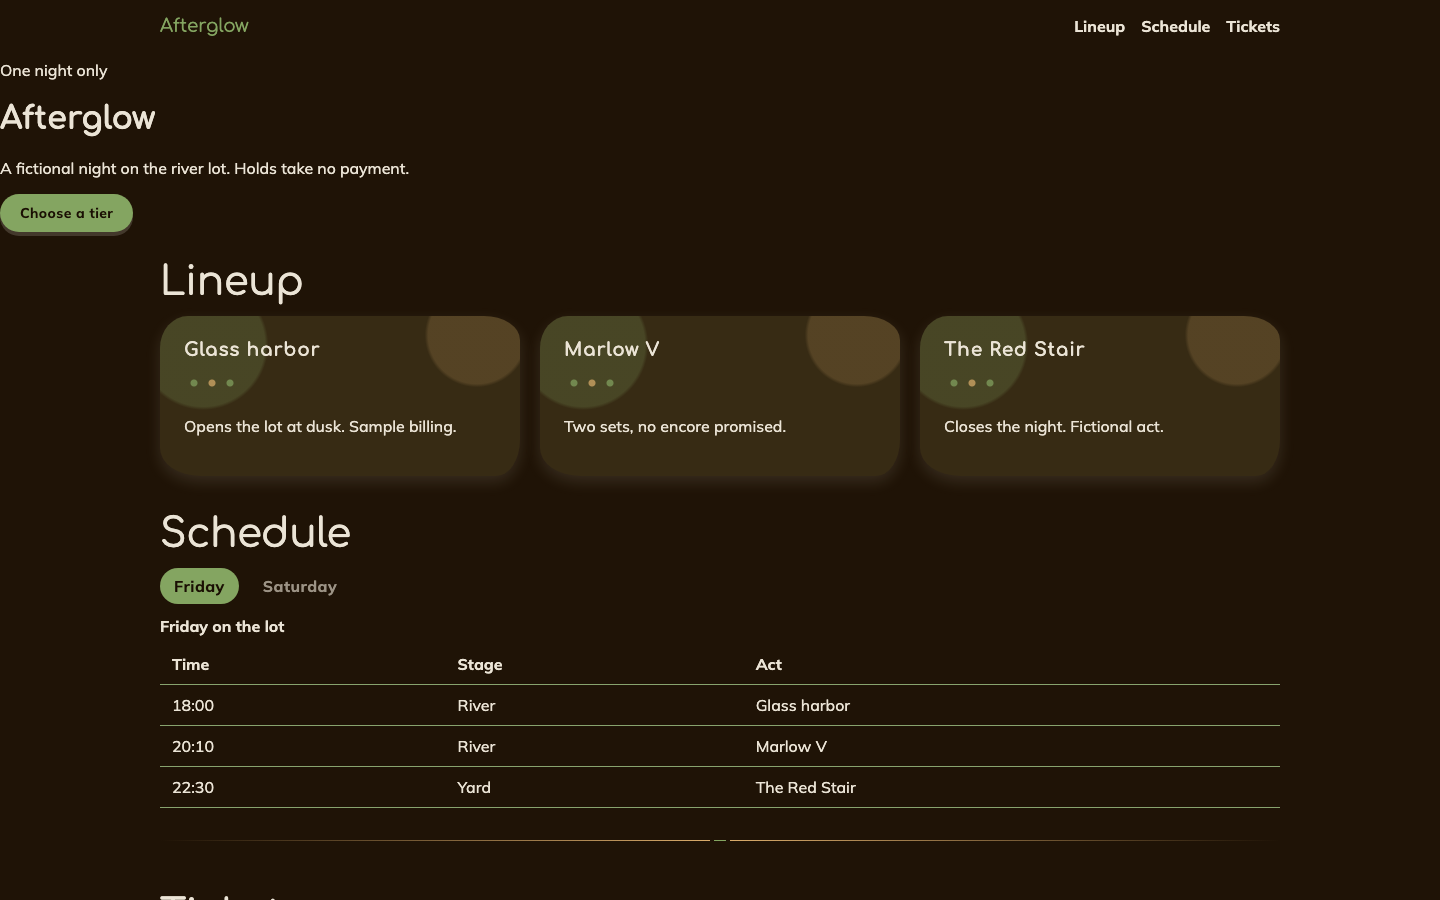 Afterglow
Lineup Schedule Tickets
One night only
Afterglow
A fictional night on the river lot. Holds take no payment.
Choose a tier
Lineup
Glass harbor
Opens the lot at dusk. Sample billing.
Marlow V
Two sets, no encore promised.
The Red Stair
Closes the night. Fictional act.
Schedule
Friday Saturday
Friday on the lot
Time Stage Act
18:00 River Glass harbor
20:10 River Marlow V
22:30 Yard The Red Stair